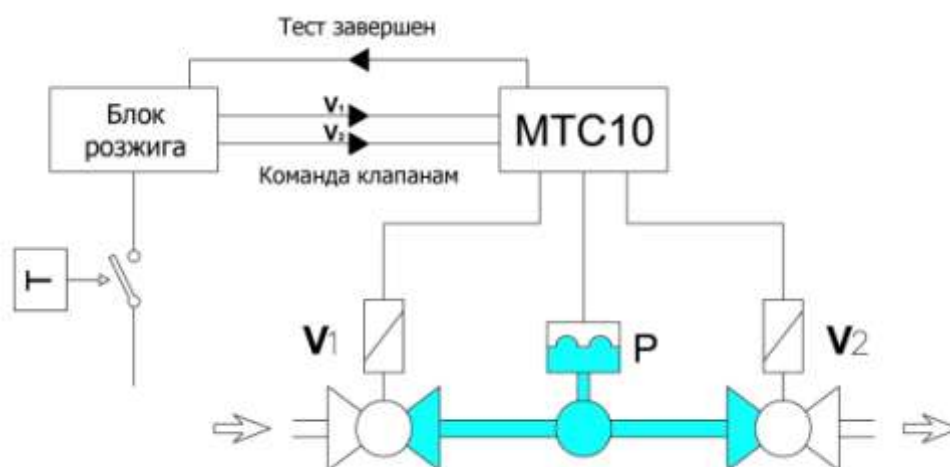 Тест завершен
Блок
розжига
V₁
V₂
MTC10
Команда клапанам
T
V1
P
V2